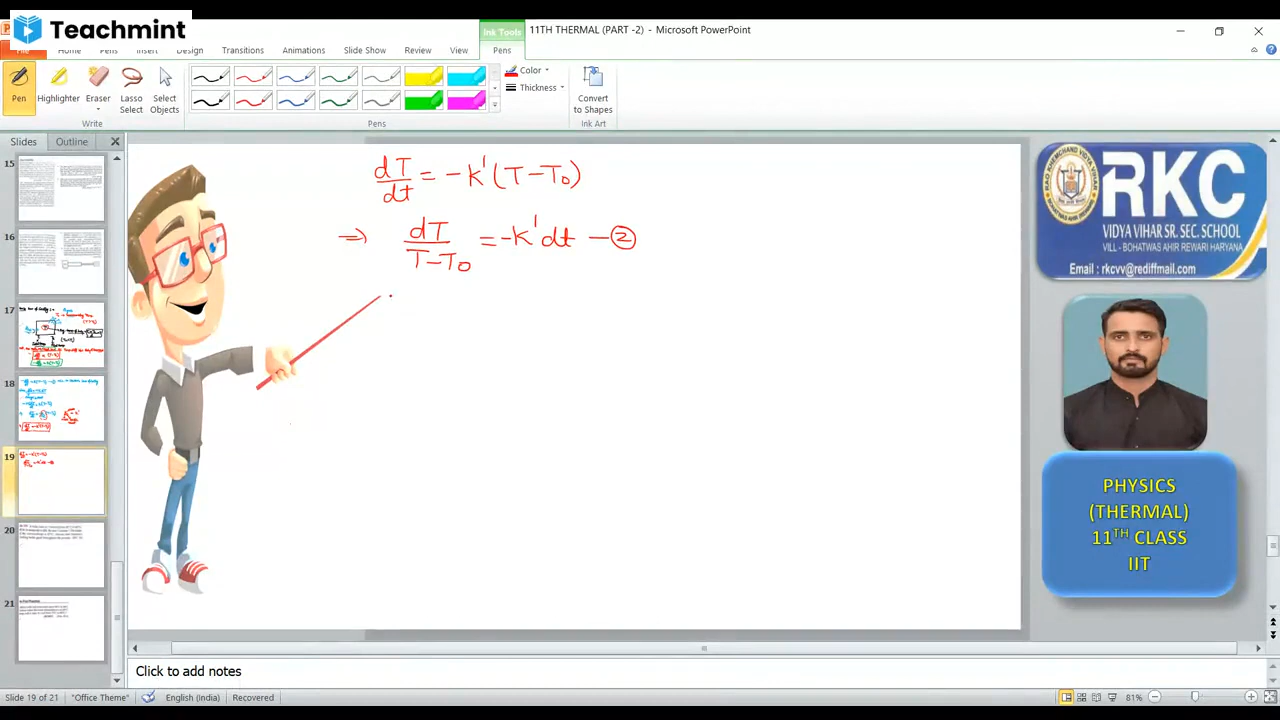 Teachmint
Ink Tools
11TH THERMAL (PART -2) - Microsoft PowerPoint
File Home Pens Insert Design Transitions Animations Slide Show Review View Pens
Pen Highlighter Eraser Lasso Select Select Objects
Color
Thickness
Convert to Shapes
Write Pens Ink Art
Slides Outline
15
16
17
18
19
20
21
dT/dt = -K'(T-T₀)
⇒ dT/T-T₀ = -K'dt -②
RAO KHEMCHAND VIDYA VIHAR
RKC
VIDYA VIHAR SR. SEC. SCHOOL
VILL- BOHATWAS AHIR REWARI HARYANA
Email : rkcvv@rediffmail.com
PHYSICS
(THERMAL)
11TH CLASS
IIT
Click to add notes
Slide 19 of 21 "Office Theme" English (India) Recovered 81%